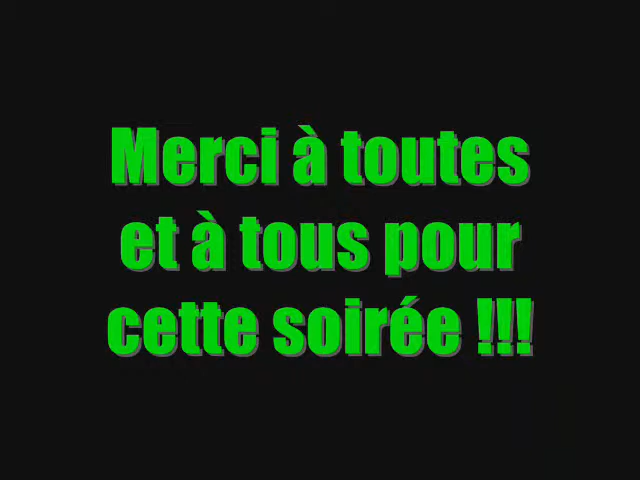 Merci à toutes
et à tous pour
cette soirée !!!